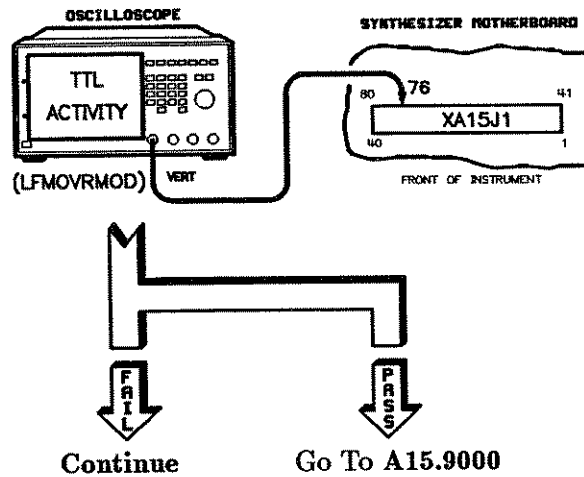 OSCILLOSCOPE
SYNTHESIZER MOTHERBOARD
TTL
ACTIVITY
80
76
41
XA15J1
40
1
(LFMOVRMOD)
VERT
FRONT OF INSTRUMENT
FAIL
PASS
Continue
Go To A15.9000